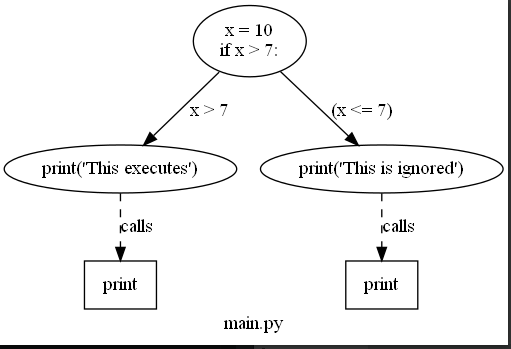 x = 10
if x > 7:
x > 7
(x <= 7)
print('This executes')
print('This is ignored')
calls
calls
print
print
main.py